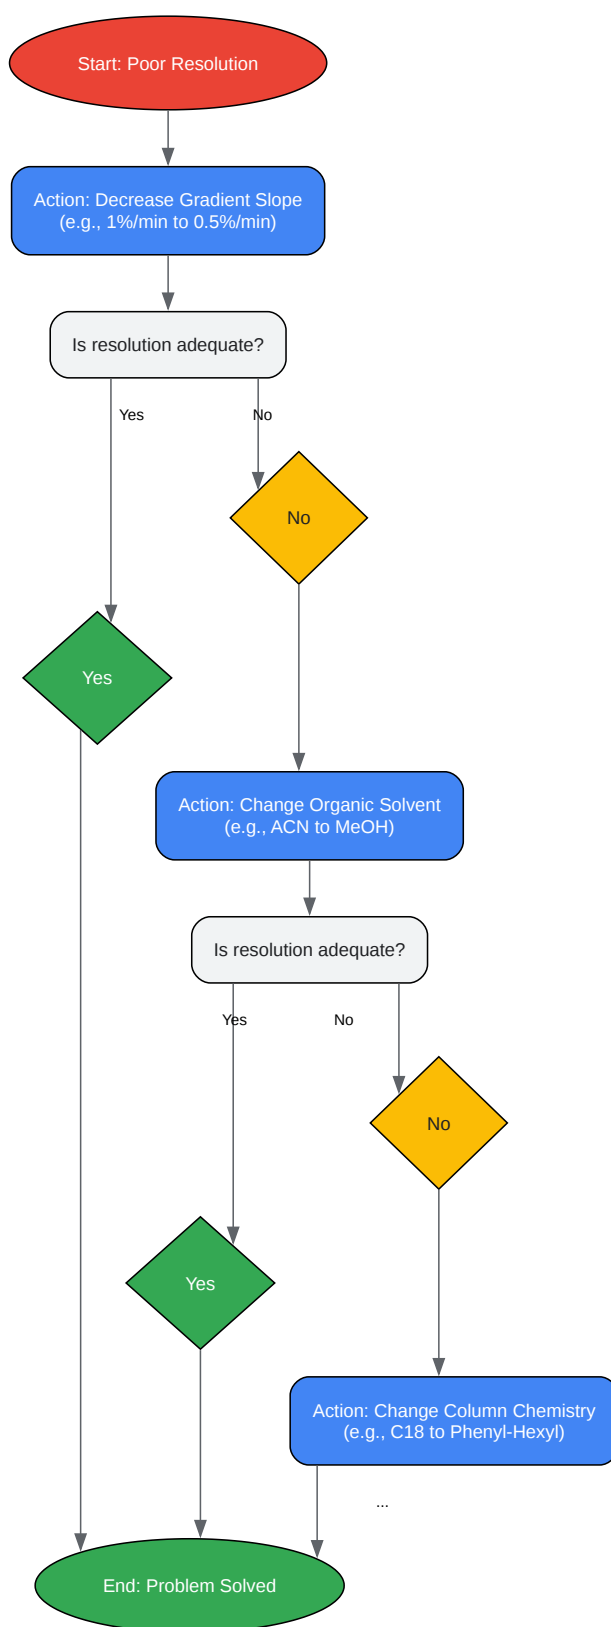 Start: Poor Resolution
Action: Decrease Gradient Slope
(e.g., 1%/min to 0.5%/min)
Is resolution adequate?
Yes
No
No
Yes
Action: Change Organic Solvent
(e.g., ACN to MeOH)
Is resolution adequate?
Yes
No
No
Yes
Action: Change Column Chemistry
(e.g., C18 to Phenyl-Hexyl)
...
End: Problem Solved